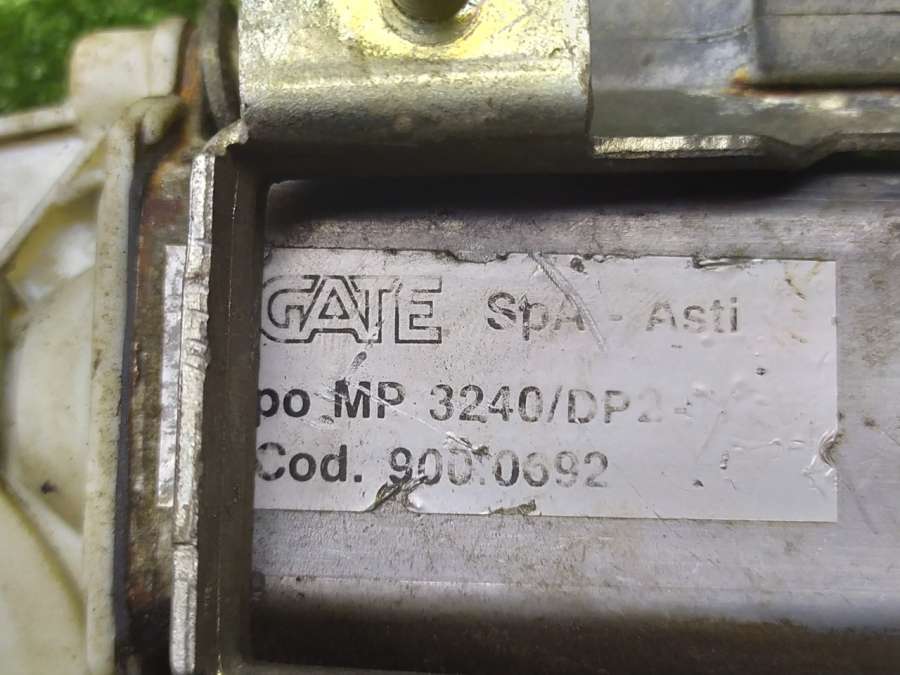 GATE SpA - Asti
po MP 3240/DP2-
Cod. 900.0692